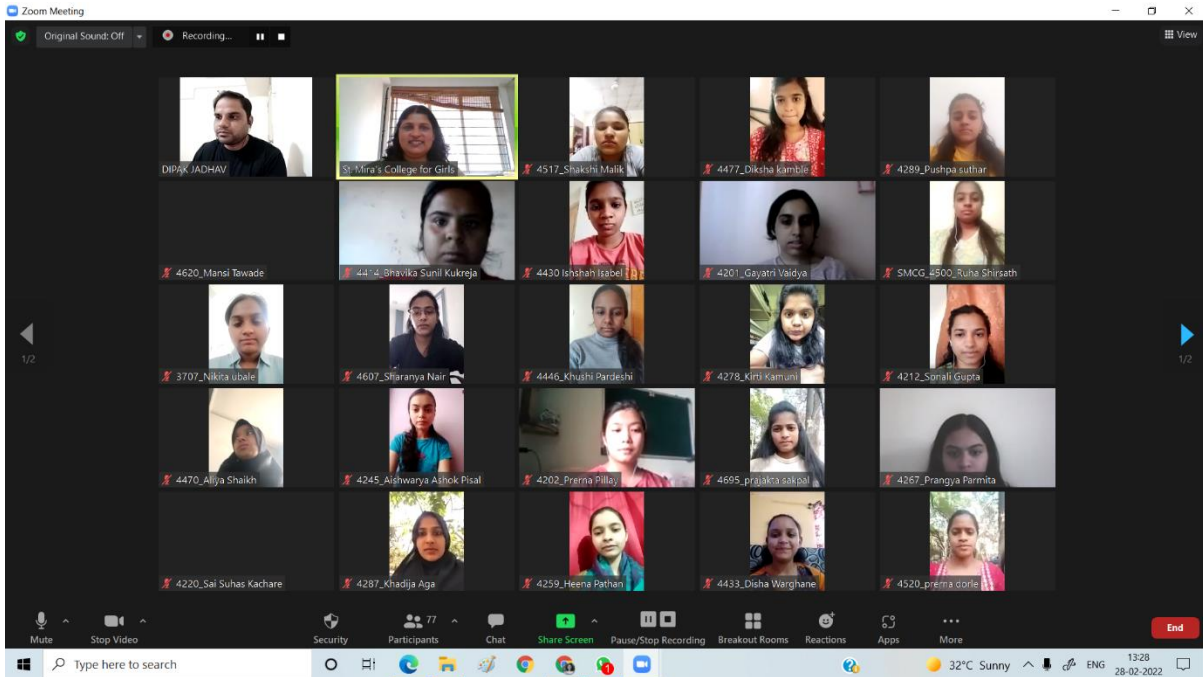 Zoom Meeting
Original Sound: Off
Recording...
View
DIPAK JADHAV
St. Mira's College for Girls
4517_Shakshi Malik
4477_Diksha kamble
4289_Pushpa suthar
4620_Mansi Tawade
4414_Bhavika Sunil Kukreja
4430 Ishshah Isabel
4201_Gayatri Vaidya
SMCG_4500_Ruha Shirsath
1/2
1/2
3707_Nikita ubale
4607_Sharanya Nair
4446_Khushi Pardeshi
4278_Kirti Kamuni
4212_Sonali Gupta
4470_Aliya Shaikh
4245_Aishwarya Ashok Pisal
4202_Prerna Pillay
4695_prajakta sakpal
4267_Prangya Parmita
4220_Sai Suhas Kachare
4287_Khadija Aga
4259_Heena Pathan
4433_Disha Warghane
4520_prerna dorle
77
Mute
Stop Video
Security
Participants
Chat
Share Screen
Pause/Stop Recording
Breakout Rooms
Reactions
Apps
More
End
Type here to search
32°C Sunny
ENG
13:28
28-02-2022